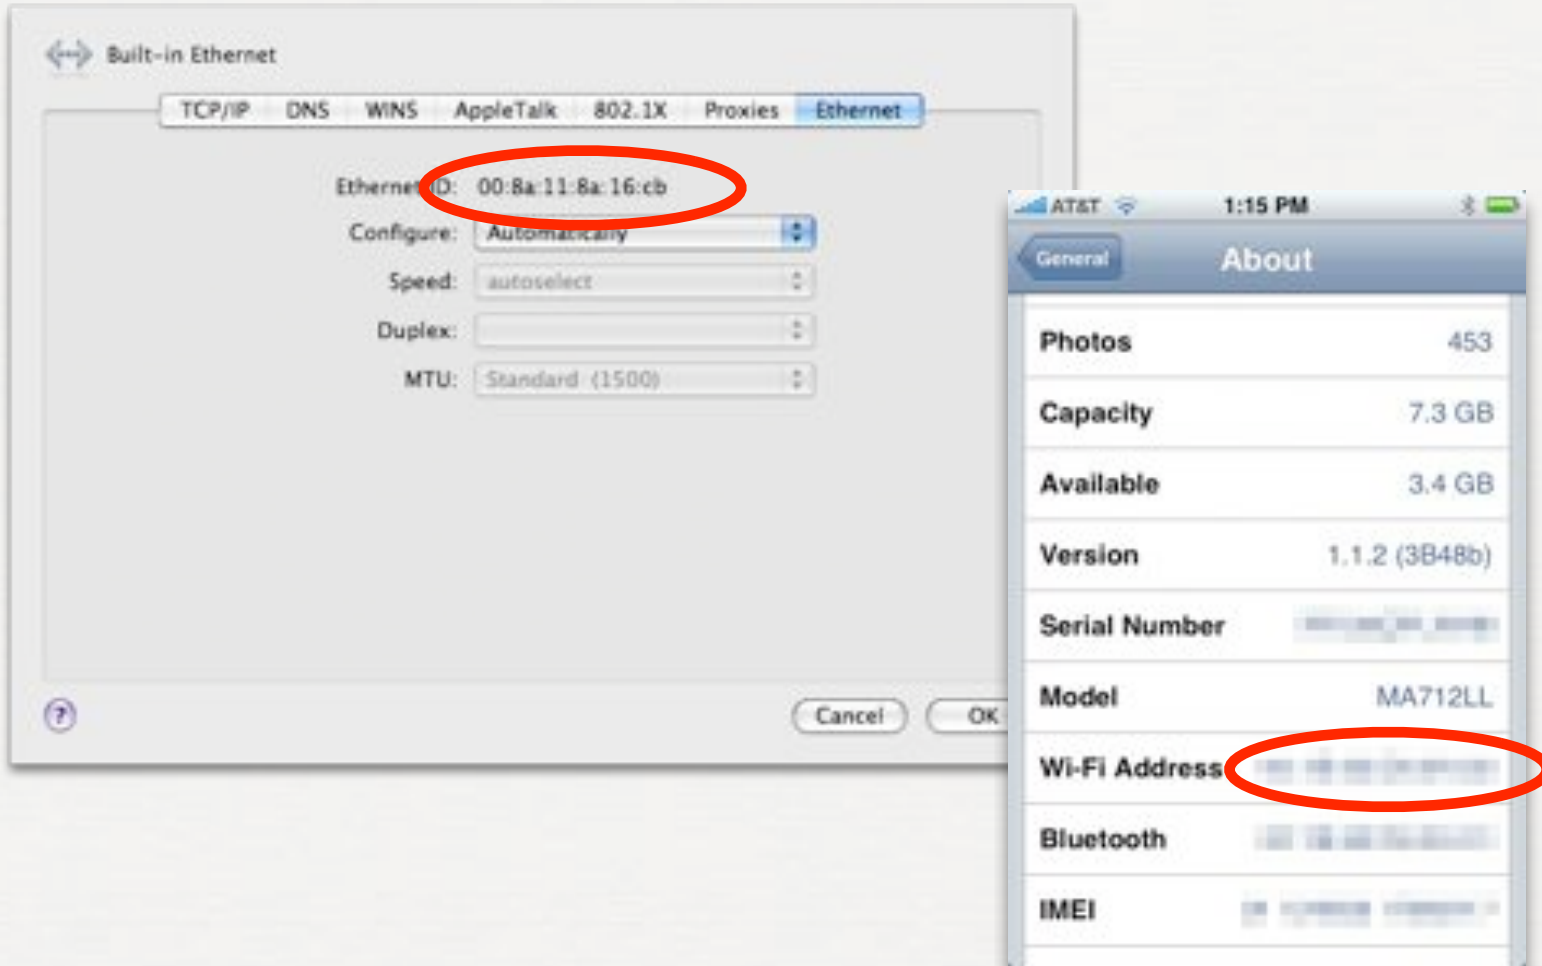 Built-in Ethernet
TCP/IP DNS WINS AppleTalk 802.1X Proxies Ethernet
Ethernet ID: 00:8a:11:8a:16:cb
Configure: Automatically
Speed: autoselect
Duplex:
MTU: Standard (1500)
? Cancel OK
AT&T 1:15 PM
General About
Photos 453
Capacity 7.3 GB
Available 3.4 GB
Version 1.1.2 (3B48b)
Serial Number
Model MA712LL
Wi-Fi Address
Bluetooth
IMEI